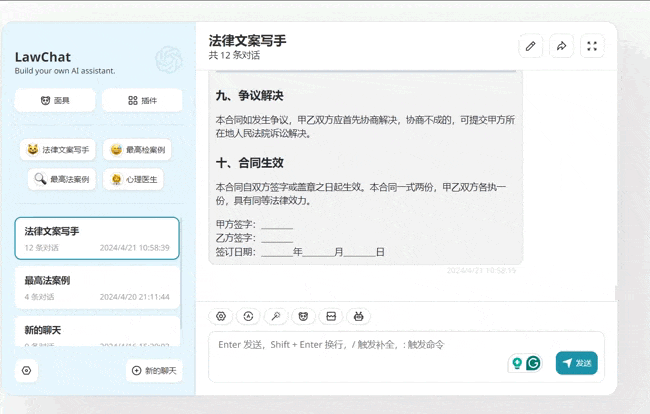 LawChat
Build your own AI assistant.
面具
插件
法律文案写手
最高检案例
最高法案例
心理医生
法律文案写手
12 条对话
2024/4/21 10:58:39
最高法案例
4 条对话
2024/4/20 21:11:44
新的聊天
新的聊天
法律文案写手
共 12 条对话
九、争议解决
本合同如发生争议，甲乙双方应首先协商解决，协商不成的，可提交甲方所
在地人民法院诉讼解决。
十、合同生效
本合同自双方签字或盖章之日起生效。本合同一式两份，甲乙双方各执一
份，具有同等法律效力。
甲方签字：______
乙方签字：______
签订日期：______年______月______日
Enter 发送，Shift + Enter 换行，/ 触发补全，: 触发命令
发送